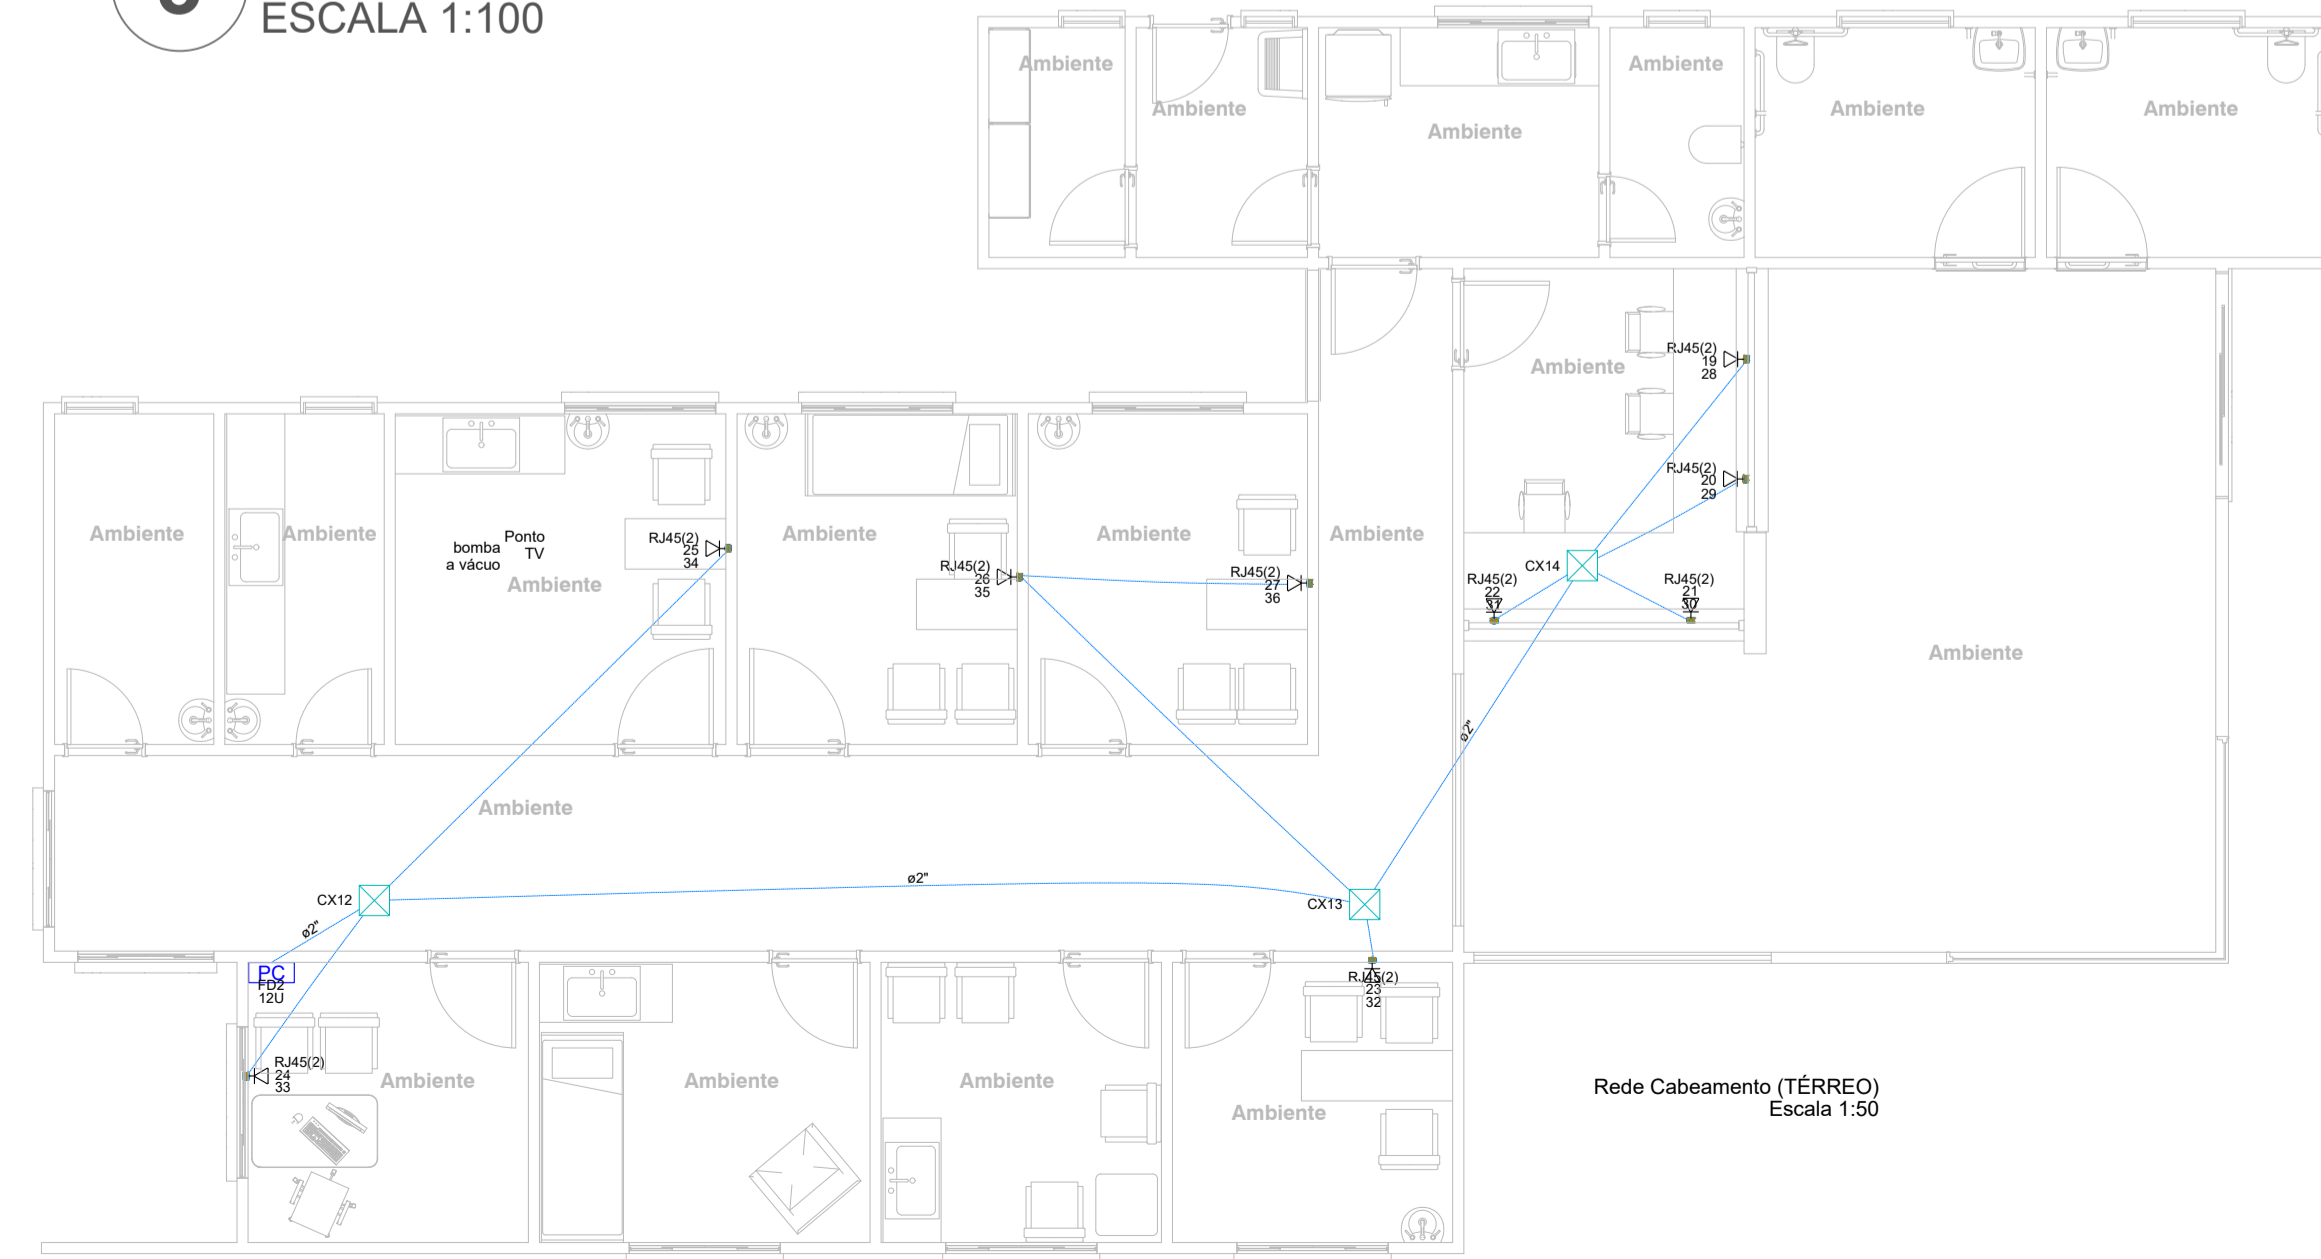 ESCALA 1:100
Ambiente
Ambiente
Ambiente
Ambiente
Ambiente
Ambiente
Ambiente
RJ45(2)
19
28
RJ45(2)
20
29
CX14
RJ45(2)
22
31
RJ45(2)
21
30
Ambiente
Ambiente
Ambiente
bomba
a vácuo
Ponto
TV
Ambiente
RJ45(2)
25
34
Ambiente
RJ45(2)
26
35
Ambiente
RJ45(2)
27
36
Ambiente
ø2"
Ambiente
CX12
ø2"
CX13
ø2"
PC
FD2
12U
RJ45(2)
24
33
Ambiente
Ambiente
Ambiente
RJ45(2)
23
32
Ambiente
Rede Cabeamento (TÉRREO)
Escala 1:50